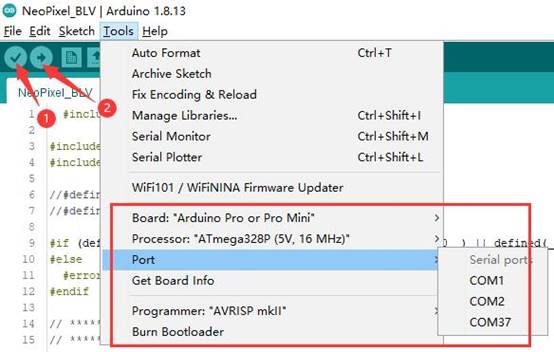 NeoPixel_BLV | Arduino 1.8.13
File Edit Sketch Tools Help
NeoPixel_BLV
Auto Format Ctrl+T
Archive Sketch
Fix Encoding & Reload
Manage Libraries... Ctrl+Shift+I
Serial Monitor Ctrl+Shift+M
Serial Plotter Ctrl+Shift+L
WiFi101 / WiFiNINA Firmware Updater
Board: "Arduino Pro or Pro Mini"
Processor: "ATmega328P (5V, 16 MHz)"
Port
Get Board Info
Programmer: "AVRISP mkII"
Burn Bootloader
Serial ports
COM1
COM2
COM37
1
2
1 #inclu
2
3 #include
4 #include
5
6 //#defin
7 //#defin
8
9 #if (def ) || defined(
10 #else
11 #error
12 #endif
13
14 // ****
15 // ****